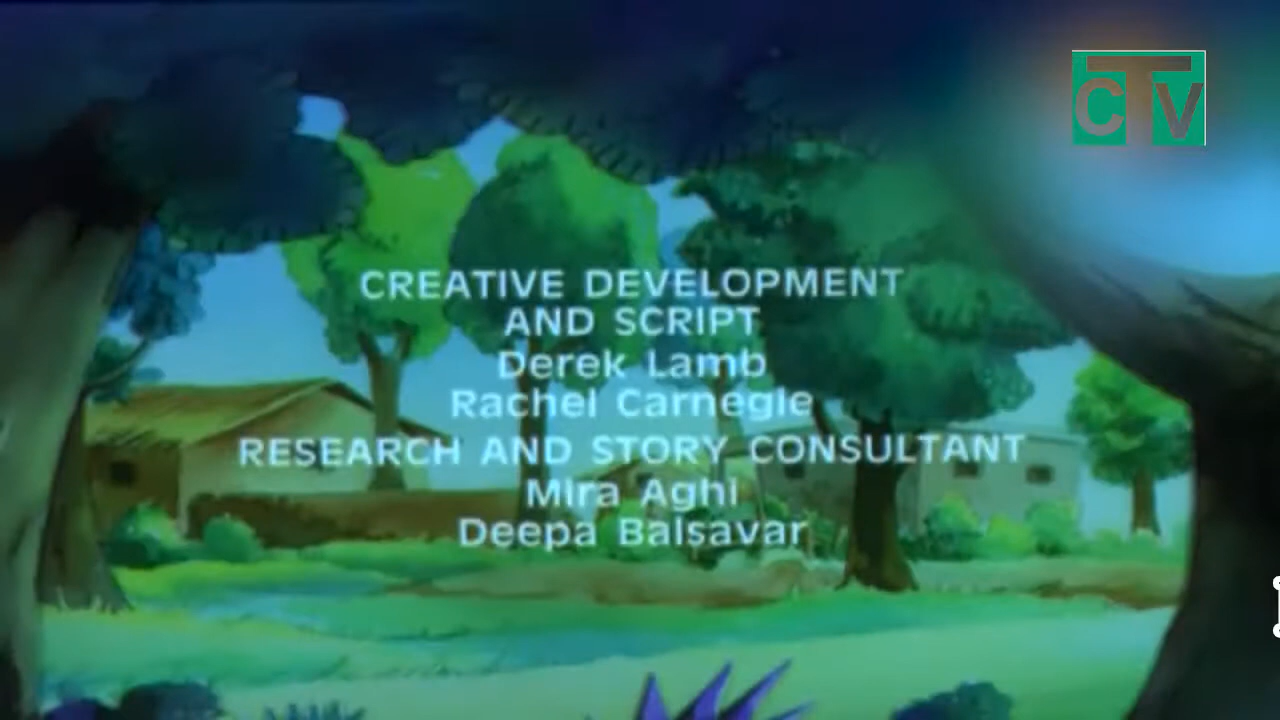 CTV
CREATIVE DEVELOPMENT
AND SCRIPT
Derek Lamb
Rachel Carnegie
RESEARCH AND STORY CONSULTANT
Mira Aghi
Deepa Balsavar